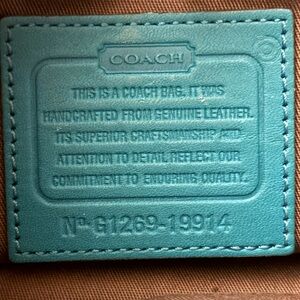 COACH
THIS IS A COACH BAG. IT WAS
HANDCRAFTED FROM GENUINE LEATHER.
ITS SUPERIOR CRAFTSMANSHIP AND
ATTENTION TO DETAIL REFLECT OUR
COMMITMENT TO ENDURING QUALITY.
Nº G1269-19914